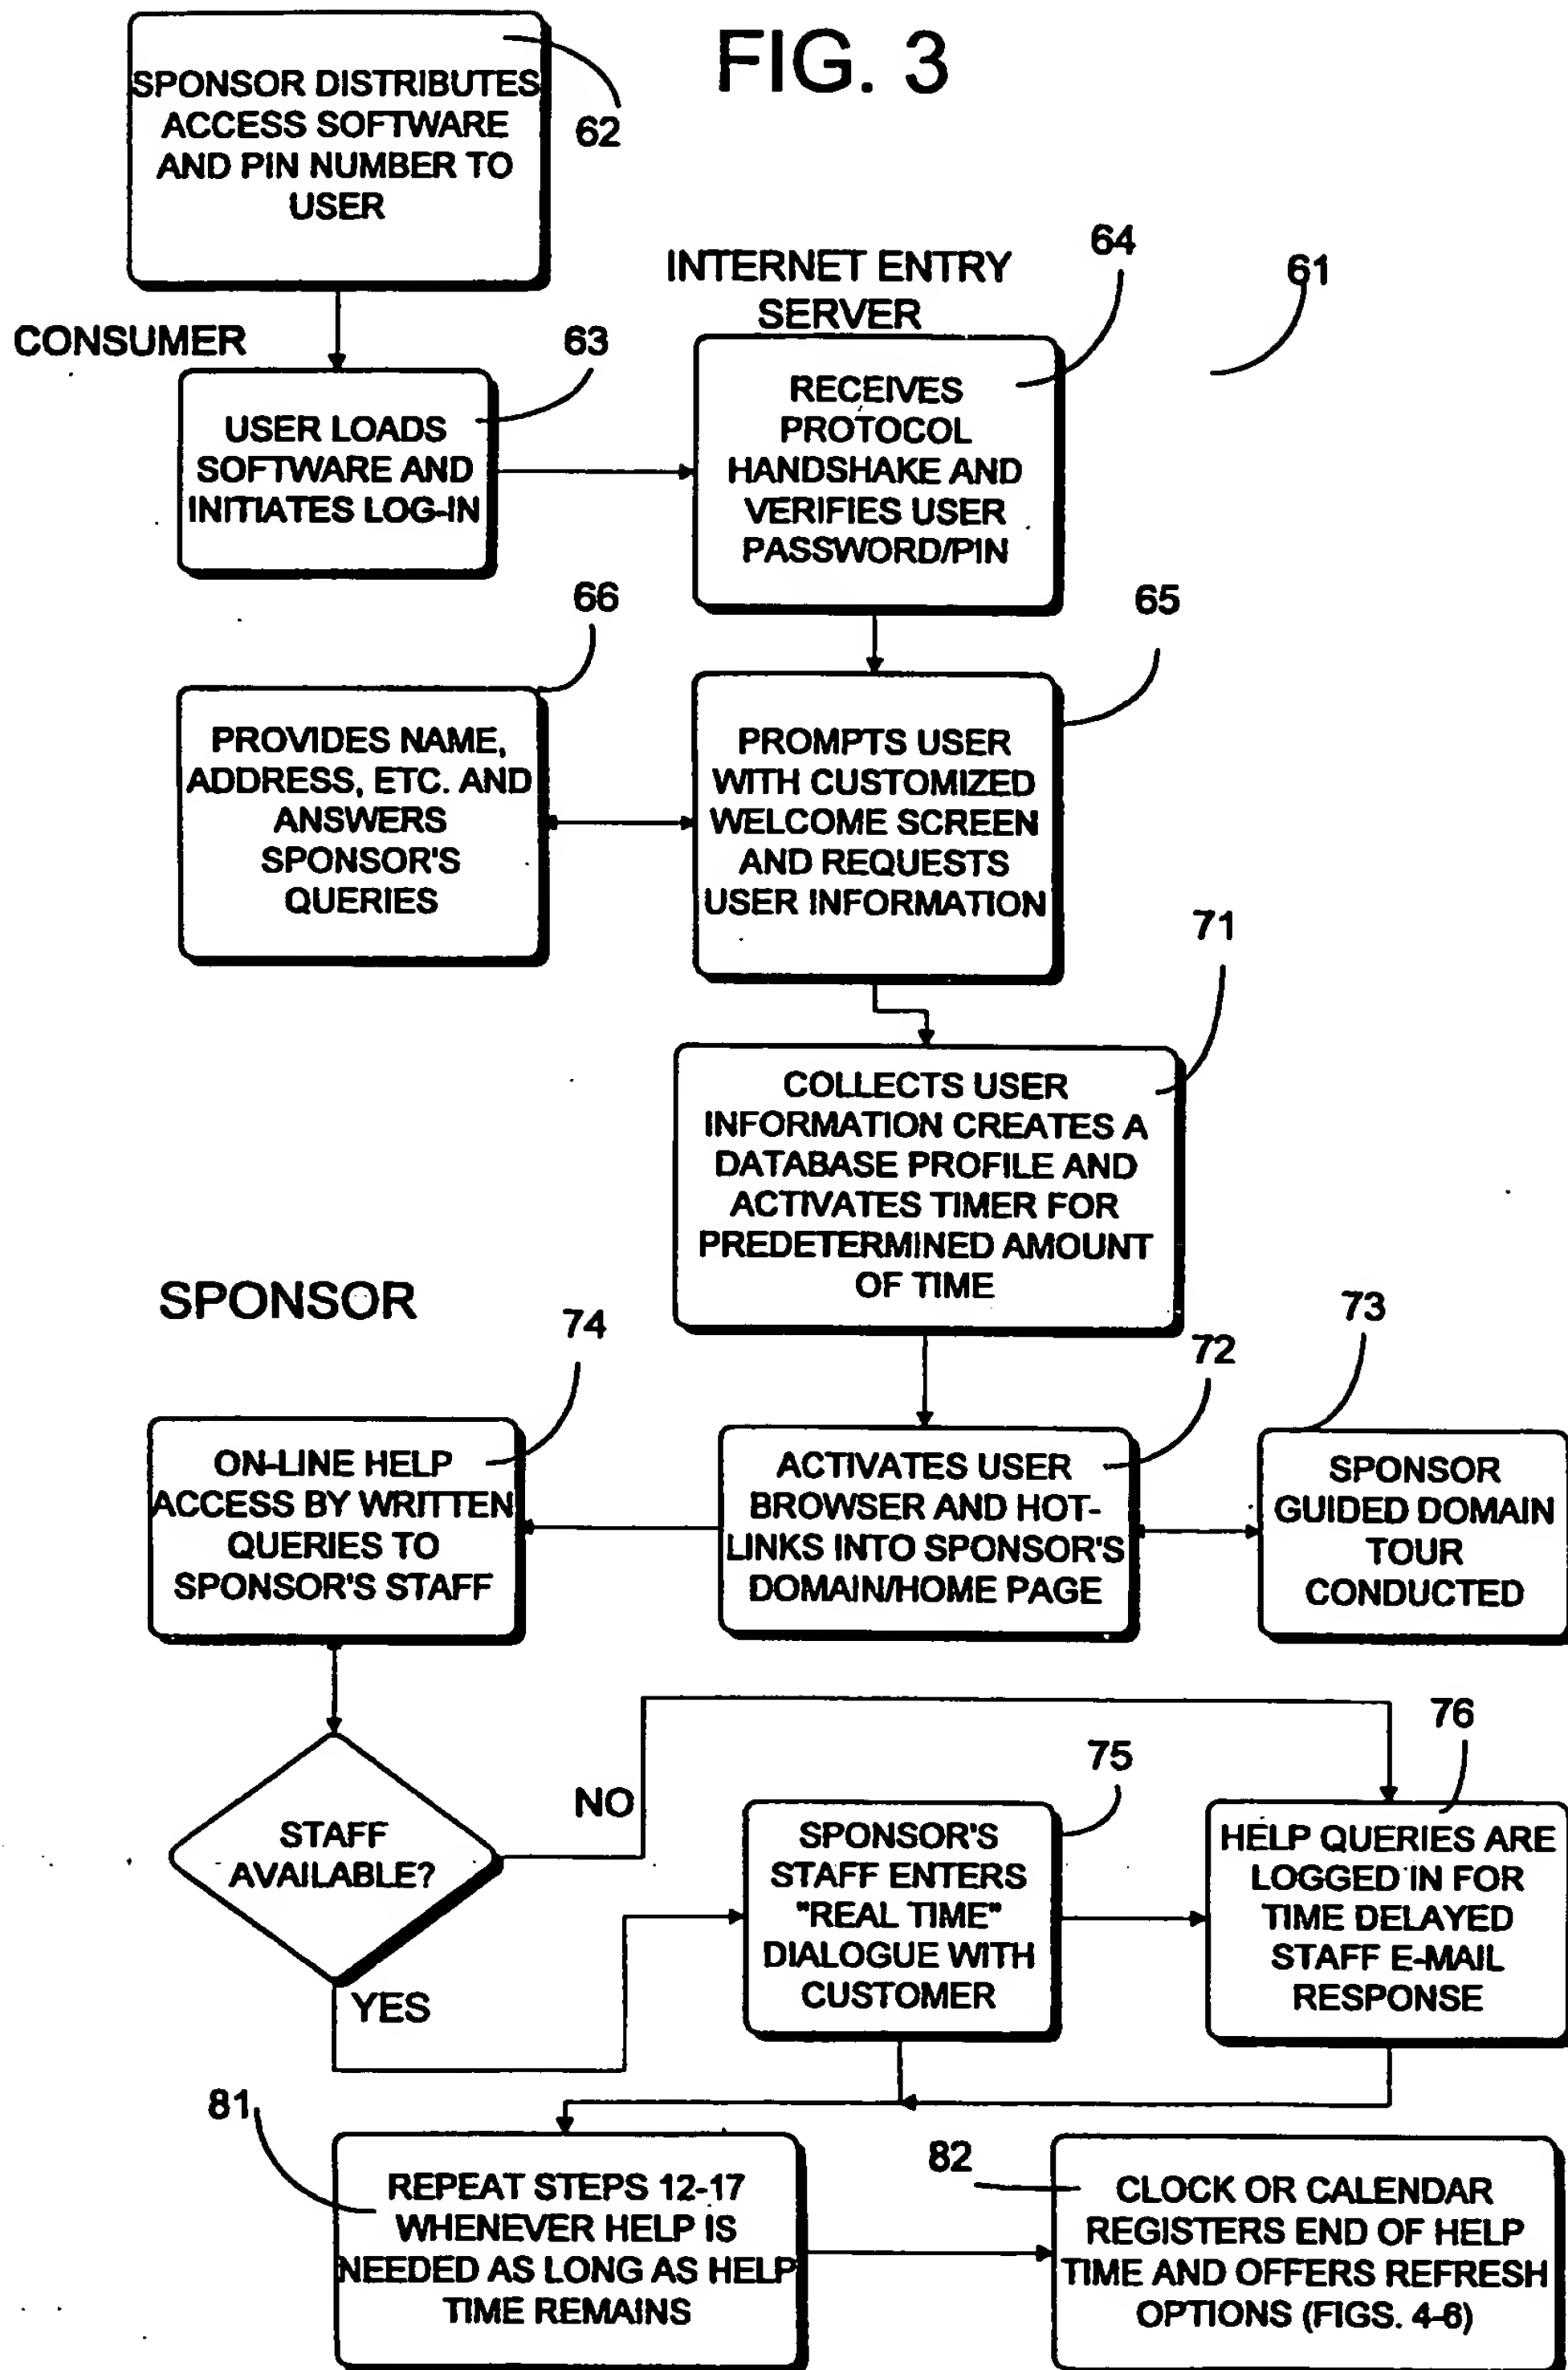 FIG. 3
SPONSOR DISTRIBUTES
ACCESS SOFTWARE
AND PIN NUMBER TO
USER
62
CONSUMER
63
USER LOADS
SOFTWARE AND
INITIATES LOG-IN
INTERNET ENTRY
SERVER
64
61
RECEIVES
PROTOCOL
HANDSHAKE AND
VERIFIES USER
PASSWORD/PIN
66
PROVIDES NAME,
ADDRESS, ETC. AND
ANSWERS
SPONSOR'S
QUERIES
65
PROMPTS USER
WITH CUSTOMIZED
WELCOME SCREEN
AND REQUESTS
USER INFORMATION
71
COLLECTS USER
INFORMATION CREATES A
DATABASE PROFILE AND
ACTIVATES TIMER FOR
PREDETERMINED AMOUNT
OF TIME
SPONSOR
74
ON-LINE HELP
ACCESS BY WRITTEN
QUERIES TO
SPONSOR'S STAFF
72
ACTIVATES USER
BROWSER AND HOT-
LINKS INTO SPONSOR'S
DOMAIN/HOME PAGE
73
SPONSOR
GUIDED DOMAIN
TOUR
CONDUCTED
STAFF
AVAILABLE?
NO
YES
75
SPONSOR'S
STAFF ENTERS
"REAL TIME"
DIALOGUE WITH
CUSTOMER
76
HELP QUERIES ARE
LOGGED IN FOR
TIME DELAYED
STAFF E-MAIL
RESPONSE
81
REPEAT STEPS 12-17
WHENEVER HELP IS
NEEDED AS LONG AS HELP
TIME REMAINS
82
CLOCK OR CALENDAR
REGISTERS END OF HELP
TIME AND OFFERS REFRESH
OPTIONS (FIGS. 4-6)